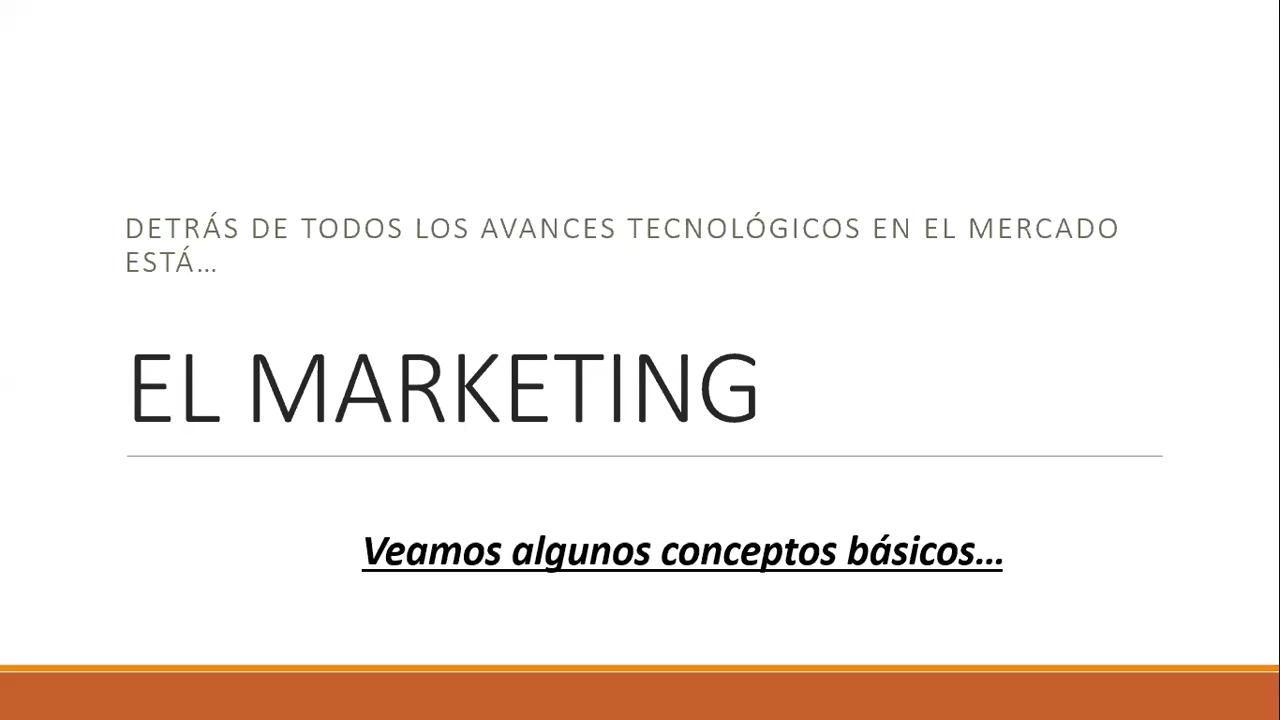 DETRÁS DE TODOS LOS AVANCES TECNOLÓGICOS EN EL MERCADO
ESTÁ…
EL MARKETING
Veamos algunos conceptos básicos…